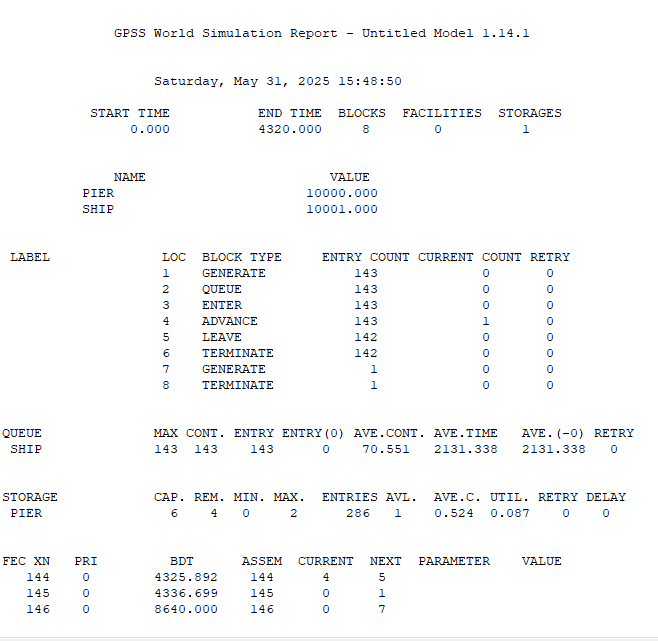 GPSS World Simulation Report - Untitled Model 1.14.1
Saturday, May 31, 2025 15:48:50
START TIME END TIME BLOCKS FACILITIES STORAGES
0.000 4320.000 8 0 1
NAME VALUE
PIER 10000.000
SHIP 10001.000
LABEL LOC BLOCK TYPE ENTRY COUNT CURRENT COUNT RETRY
1 GENERATE 143 0 0
2 QUEUE 143 0 0
3 ENTER 143 0 0
4 ADVANCE 143 1 0
5 LEAVE 142 0 0
6 TERMINATE 142 0 0
7 GENERATE 1 0 0
8 TERMINATE 1 0 0
QUEUE MAX CONT. ENTRY ENTRY(0) AVE.CONT. AVE.TIME AVE.(-0) RETRY
SHIP 143 143 143 0 70.551 2131.338 2131.338 0
STORAGE CAP. REM. MIN. MAX. ENTRIES AVL. AVE.C. UTIL. RETRY DELAY
PIER 6 4 0 2 286 1 0.524 0.087 0 0
FEC XN PRI BDT ASSEM CURRENT NEXT PARAMETER VALUE
144 0 4325.892 144 4 5
145 0 4336.699 145 0 1
146 0 8640.000 146 0 7